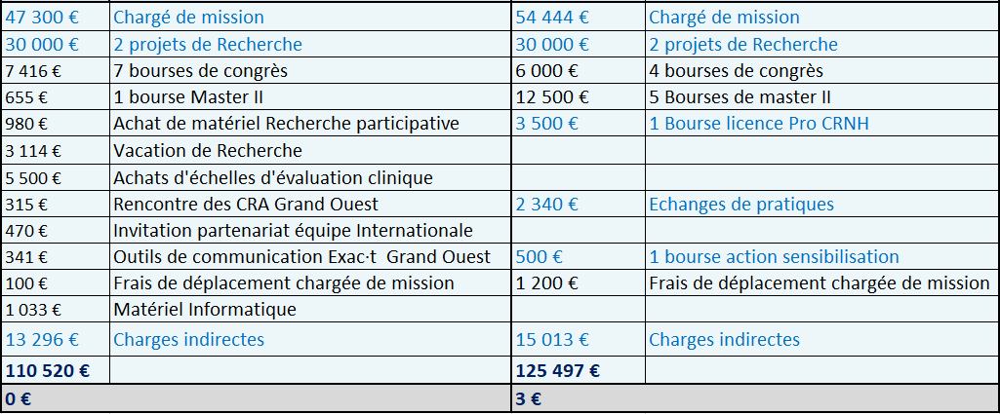 47 300 € Chargé de mission 54 444 € Chargé de mission
30 000 € 2 projets de Recherche 30 000 € 2 projets de Recherche
7 416 € 7 bourses de congrès 6 000 € 4 bourses de congrès
655 € 1 bourse Master II 12 500 € 5 Bourses de master II
980 € Achat de matériel Recherche participative 3 500 € 1 Bourse licence Pro CRNH
3 114 € Vacation de Recherche
5 500 € Achats d'échelles d'évaluation clinique
315 € Rencontre des CRA Grand Ouest 2 340 € Echanges de pratiques
470 € Invitation partenariat équipe Internationale
341 € Outils de communication Exac·t Grand Ouest 500 € 1 bourse action sensibilisation
100 € Frais de déplacement chargée de mission 1 200 € Frais de déplacement chargée de mission
1 033 € Matériel Informatique
13 296 € Charges indirectes 15 013 € Charges indirectes
110 520 € 125 497 €
0 € 3 €